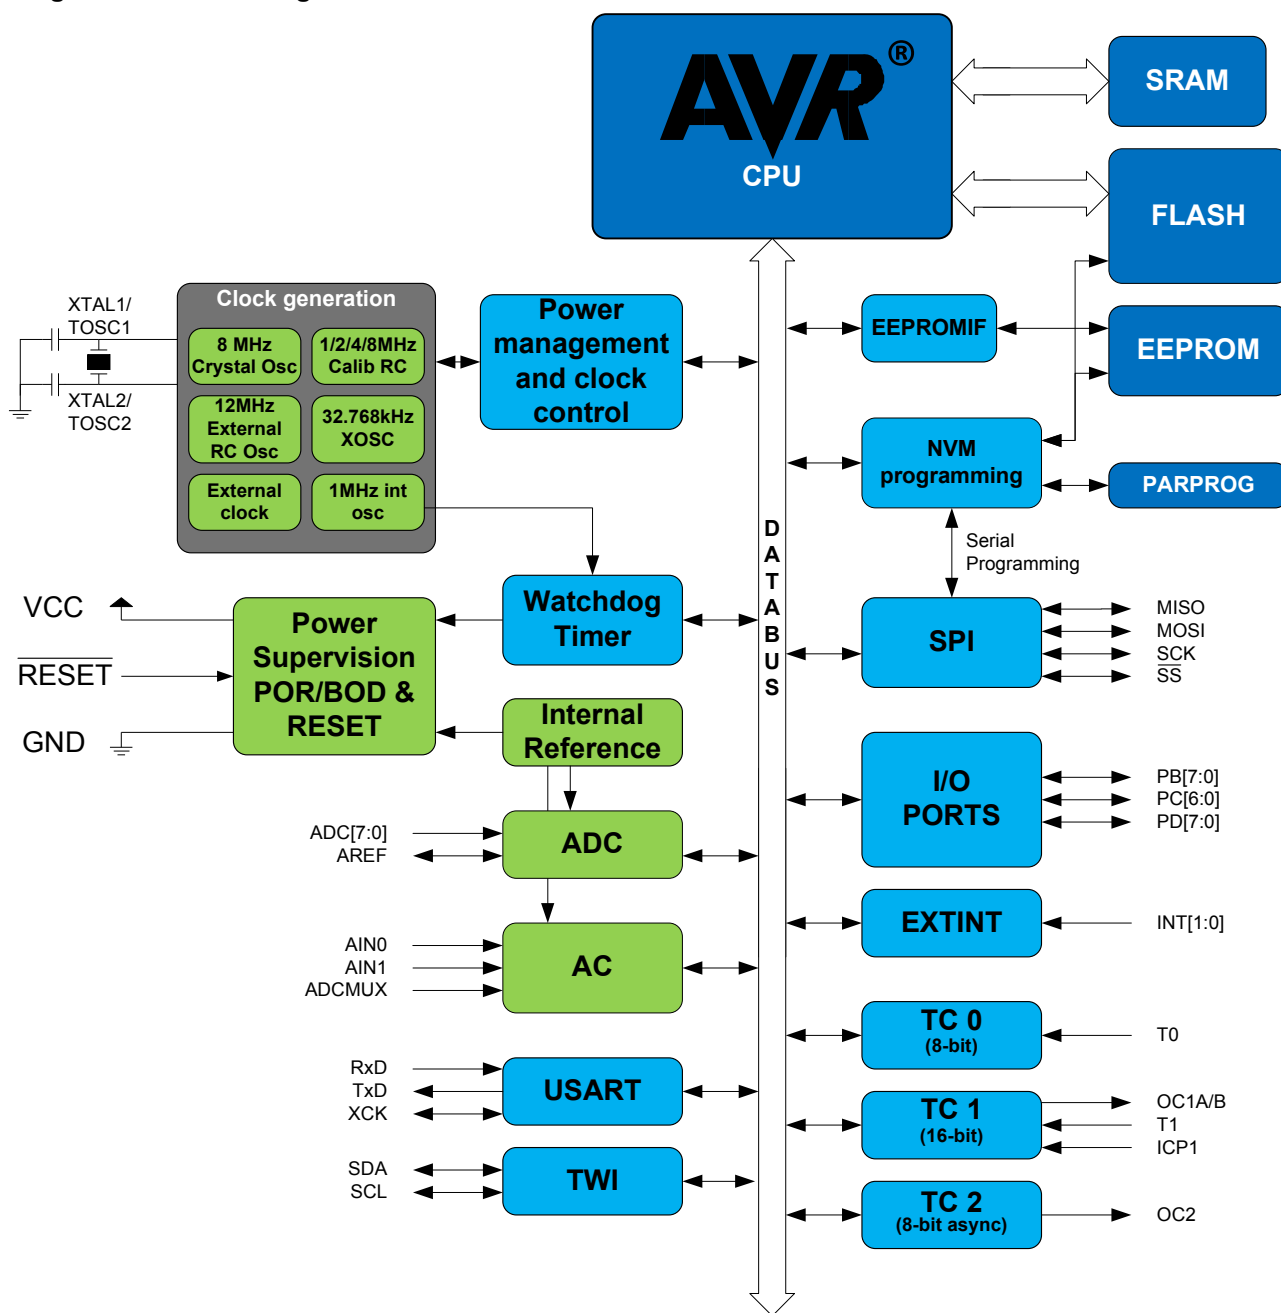 AVR®
CPU
SRAM
FLASH
EEPROM
PARPROG
Clock generation
8 MHz
Crystal Osc
1/2/4/8MHz
Calib RC
12MHz
External
RC Osc
32.768kHz
XOSC
External
clock
1MHz int
osc
XTAL1/
TOSC1
XTAL2/
TOSC2
Power
management
and clock
control
EEPROMIF
NVM
programming
Serial
Programming
D
A
T
A
B
U
S
VCC
RESET
GND
Power
Supervision
POR/BOD &
RESET
Watchdog
Timer
Internal
Reference
SPI
MISO
MOSI
SCK
SS
I/O
PORTS
PB[7:0]
PC[6:0]
PD[7:0]
ADC[7:0]
AREF
ADC
EXTINT
INT[1:0]
AIN0
AIN1
ADCMUX
AC
TC 0
(8-bit)
T0
RxD
TxD
XCK
USART
TC 1
(16-bit)
OC1A/B
T1
ICP1
SDA
SCL
TWI
TC 2
(8-bit async)
OC2